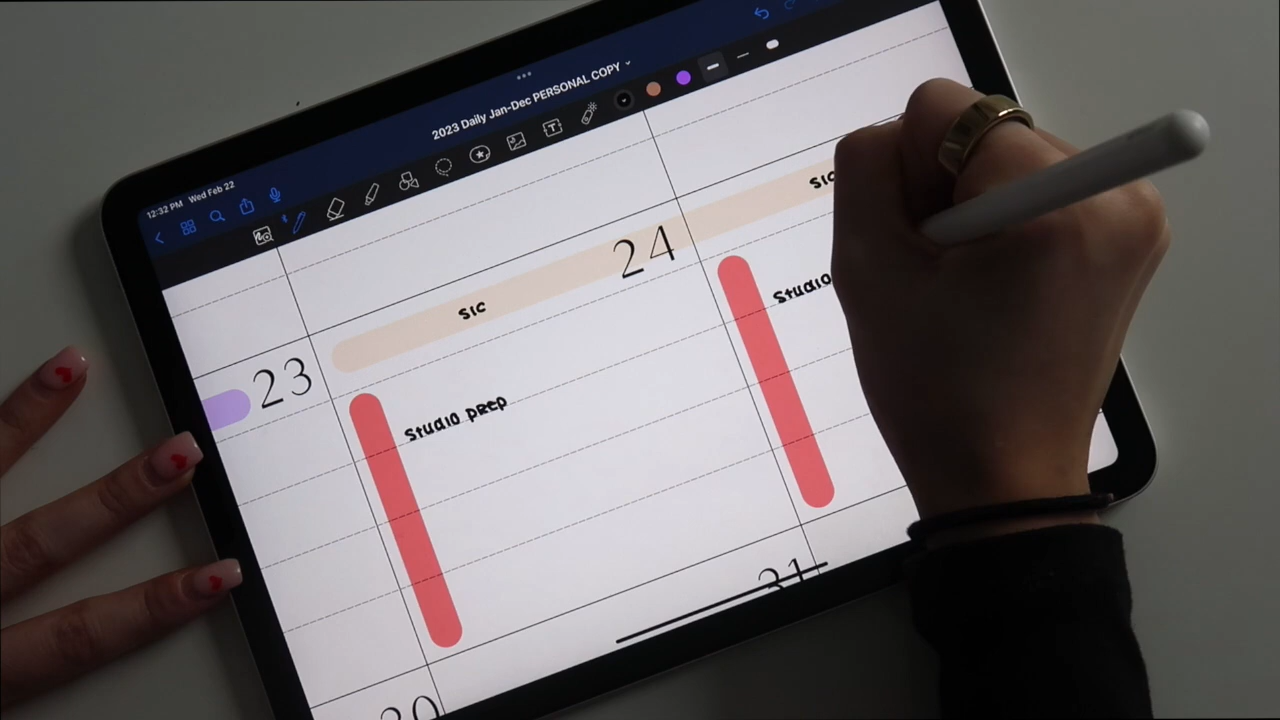 12:32 PM Wed Feb 22
2023 Daily Jan-Dec PERSONAL COPY
23
24
SIC
SIC
Studio prep
Studio
30
31